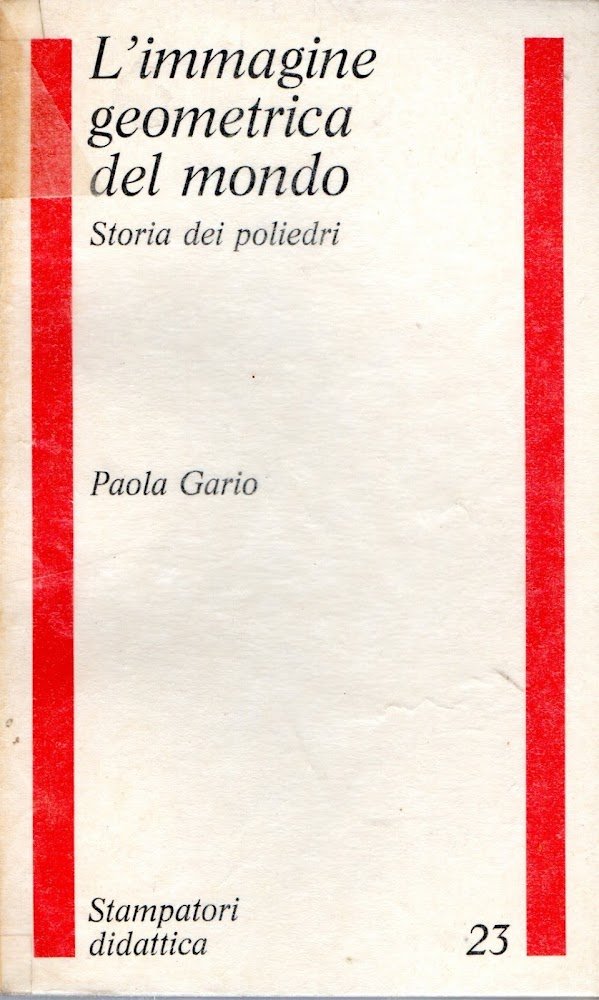 L'immagine
geometrica
del mondo
Storia dei poliedri
Paola Gario
Stampatori
didattica
23